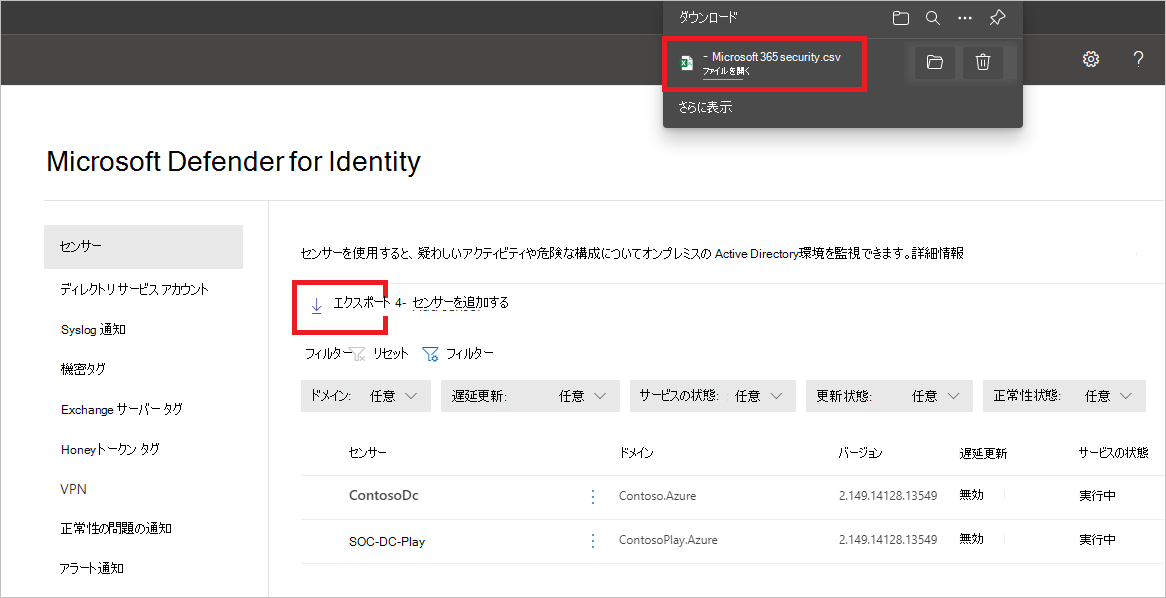 ダウンロード
- Microsoft 365 security.csv
ファイルを開く
さらに表示
?
Microsoft Defender for Identity
センサー
ディレクトリ サービス アカウント
Syslog 通知
機密タグ
Exchange サーバー タグ
Honeyトークン タグ
VPN
正常性の問題の通知
アラート通知
センサーを使用すると、疑わしいアクティビティや危険な構成についてオンプレミスの Active Directory環境を監視できます。詳細情報
エクスポート 4- センサーを追加する
フィルター リセット フィルター
ドメイン: 任意 遅延更新: 任意 サービスの状態: 任意 更新状態: 任意 正常性状態: 任意
センサー ドメイン バージョン 遅延更新 サービスの状態
ContosoDc Contoso.Azure 2.149.14128.13549 無効 実行中
SOC-DC-Play ContosoPlay.Azure 2.149.14128.13549 無効 実行中